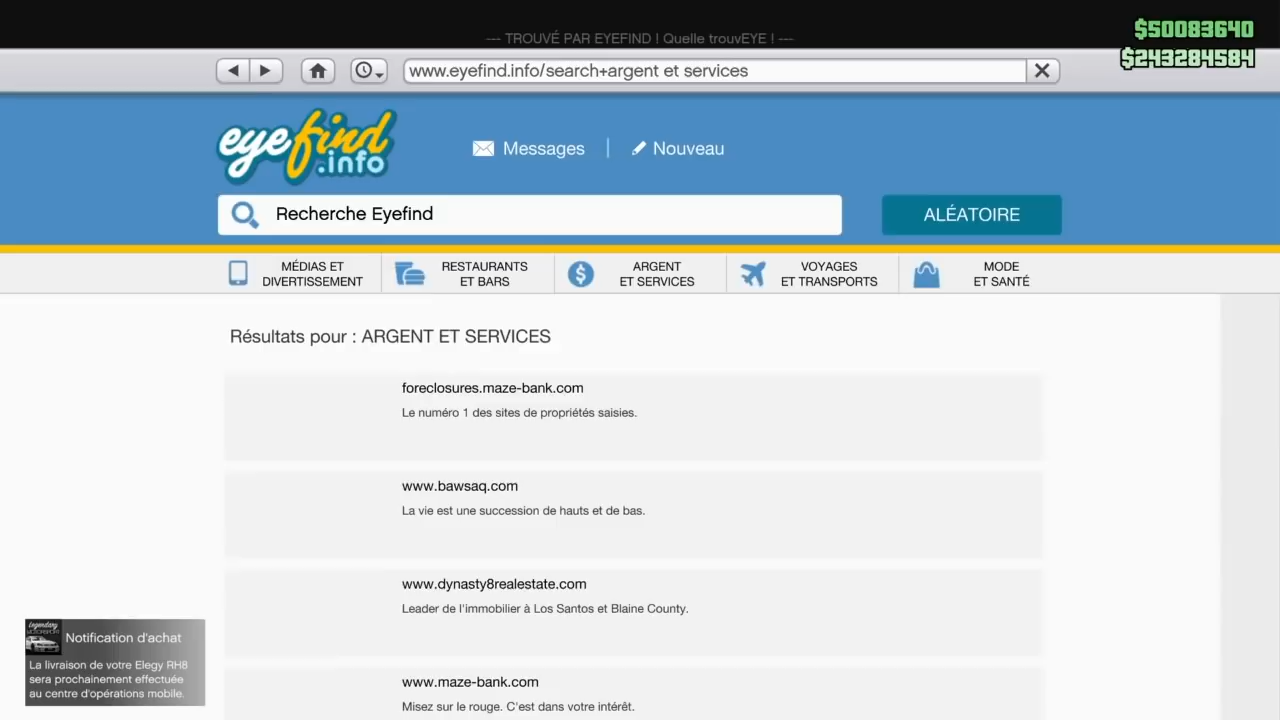 --- TROUVÉ PAR EYEFIND ! Quelle trouvEYE ! ---
$50083640
$243284584
www.eyefind.info/search+argent et services
eyefind
.info
Messages
Nouveau
Recherche Eyefind
ALÉATOIRE
MÉDIAS ET
DIVERTISSEMENT
RESTAURANTS
ET BARS
ARGENT
ET SERVICES
VOYAGES
ET TRANSPORTS
MODE
ET SANTÉ
Résultats pour : ARGENT ET SERVICES
foreclosures.maze-bank.com
Le numéro 1 des sites de propriétés saisies.
www.bawsaq.com
La vie est une succession de hauts et de bas.
www.dynasty8realestate.com
Leader de l'immobilier à Los Santos et Blaine County.
www.maze-bank.com
Misez sur le rouge. C'est dans votre intérêt.
Legendary
MOTORSPORT
Notification d'achat
La livraison de votre Elegy RH8
sera prochainement effectuée
au centre d'opérations mobile.